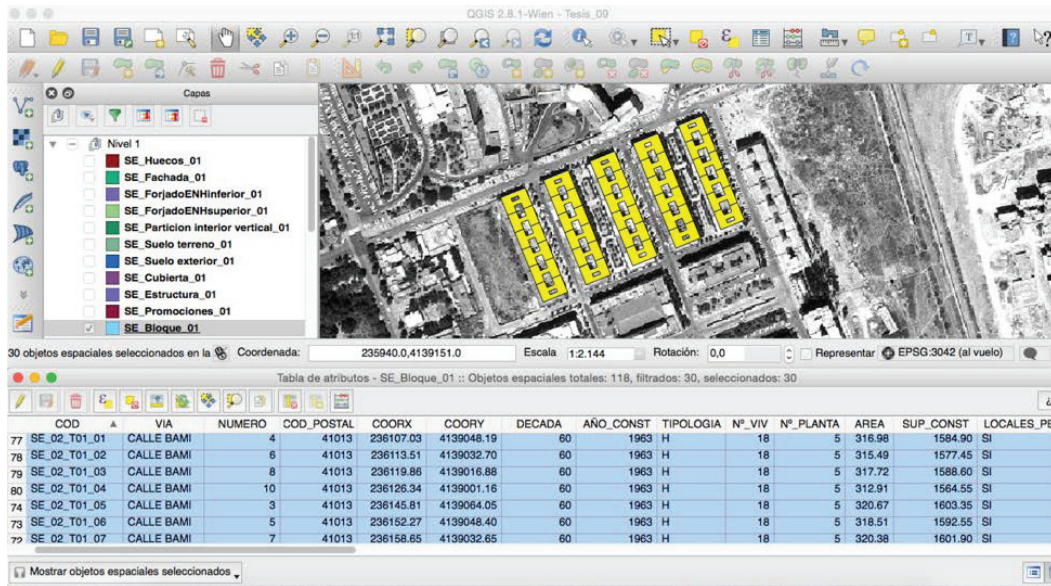 QGIS 2.8.1-Wien - Tesis_09
Capas
Nivel 1
SE_Huecos_01
SE_Fachada_01
SE_ForjadoENHinferior_01
SE_ForjadoENHsuperior_01
SE_Particion interior vertical_01
SE_Suelo terreno_01
SE_Suelo exterior_01
SE_Cubierta_01
SE_Estructura_01
SE_Promociones_01
SE_Bloque_01
30 objetos espaciales seleccionados en la Coordenada: 235940.0,4139151.0 Escala 1:2.144 Rotación: 0,0 Representar EPSG:3042 (al vuelo)
Tabla de atributos - SE_Bloque_01 :: Objetos espaciales totales: 118, filtrados: 30, seleccionados: 30
COD VIA NUMERO COD_POSTAL COORX COORY DECADA AÑO_CONST TIPOLOGIA Nº_VIV Nº_PLANTA AREA SUP_CONST LOCALES_PE
77 SE_02_T01_01 CALLE BAMI 4 41013 236107.03 4139048.19 60 1963 H 18 5 316.98 1584.90 SI
78 SE_02_T01_02 CALLE BAMI 6 41013 236113.51 4139032.70 60 1963 H 18 5 315.49 1577.45 SI
79 SE_02_T01_03 CALLE BAMI 8 41013 236119.86 4139016.88 60 1963 H 18 5 317.72 1588.60 SI
80 SE_02_T01_04 CALLE BAMI 10 41013 236126.34 4139001.16 60 1963 H 18 5 312.91 1564.55 SI
74 SE_02_T01_05 CALLE BAMI 3 41013 236145.81 4139064.05 60 1963 H 18 5 320.67 1603.35 SI
73 SE_02_T01_06 CALLE BAMI 5 41013 236152.27 4139048.40 60 1963 H 18 5 318.51 1592.55 SI
72 SE_02_T01_07 CALLE BAMI 7 41013 236158.65 4139032.65 60 1963 H 18 5 320.38 1601.90 SI
Mostrar objetos espaciales seleccionados